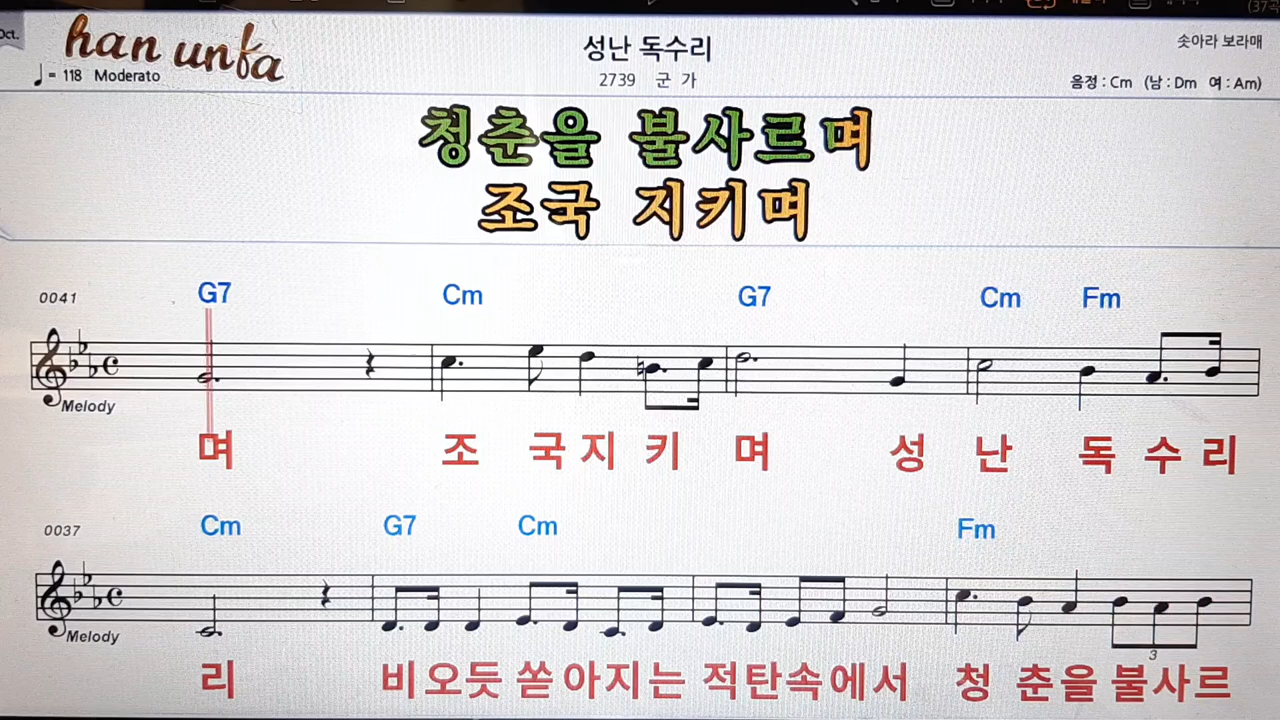 Oct.
han unfa
♩= 118 Moderato
성난 독수리
2739 군 가
솟아라 보라매
음정 : Cm (남 : Dm 여 : Am)
청춘을 불사르며
조국 지키며
0041
G7 Cm G7 Cm Fm
Melody
며 조 국 지 키 며 성 난 독 수 리
0037
Cm G7 Cm Fm
Melody
3
리 비오듯 쏟아지는 적탄속에서 청 춘을 불사르